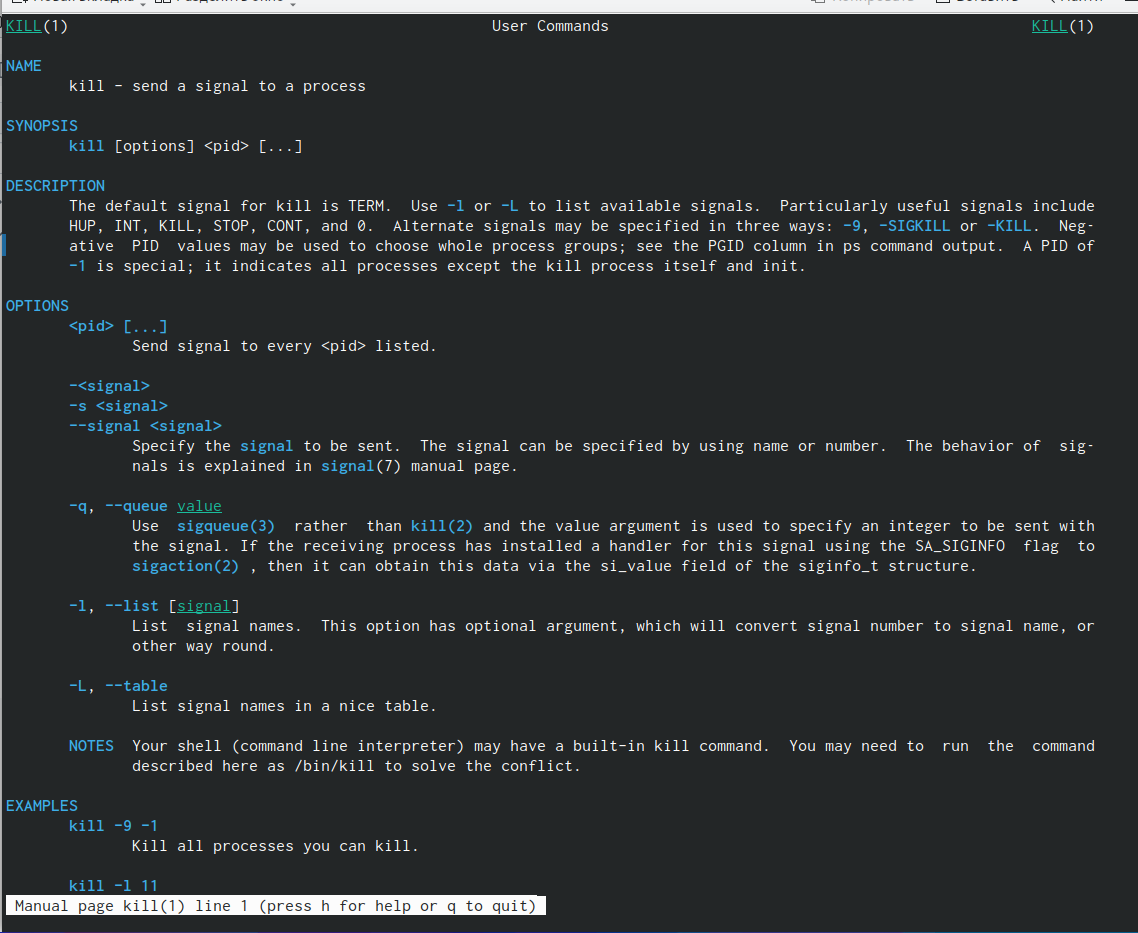 KILL(1) User Commands KILL(1)
NAME
kill - send a signal to a process
SYNOPSIS
kill [options] <pid> [...]
DESCRIPTION
The default signal for kill is TERM. Use -l or -L to list available signals. Particularly useful signals include
HUP, INT, KILL, STOP, CONT, and 0. Alternate signals may be specified in three ways: -9, -SIGKILL or -KILL. Neg-
ative PID values may be used to choose whole process groups; see the PGID column in ps command output. A PID of
-1 is special; it indicates all processes except the kill process itself and init.
OPTIONS
<pid> [...]
Send signal to every <pid> listed.
-<signal>
-s <signal>
--signal <signal>
Specify the signal to be sent. The signal can be specified by using name or number. The behavior of sig-
nals is explained in signal(7) manual page.
-q, --queue value
Use sigqueue(3) rather than kill(2) and the value argument is used to specify an integer to be sent with
the signal. If the receiving process has installed a handler for this signal using the SA_SIGINFO flag to
sigaction(2) , then it can obtain this data via the si_value field of the siginfo_t structure.
-l, --list [signal]
List signal names. This option has optional argument, which will convert signal number to signal name, or
other way round.
-L, --table
List signal names in a nice table.
NOTES Your shell (command line interpreter) may have a built-in kill command. You may need to run the command
described here as /bin/kill to solve the conflict.
EXAMPLES
kill -9 -1
Kill all processes you can kill.
kill -l 11
Manual page kill(1) line 1 (press h for help or q to quit)